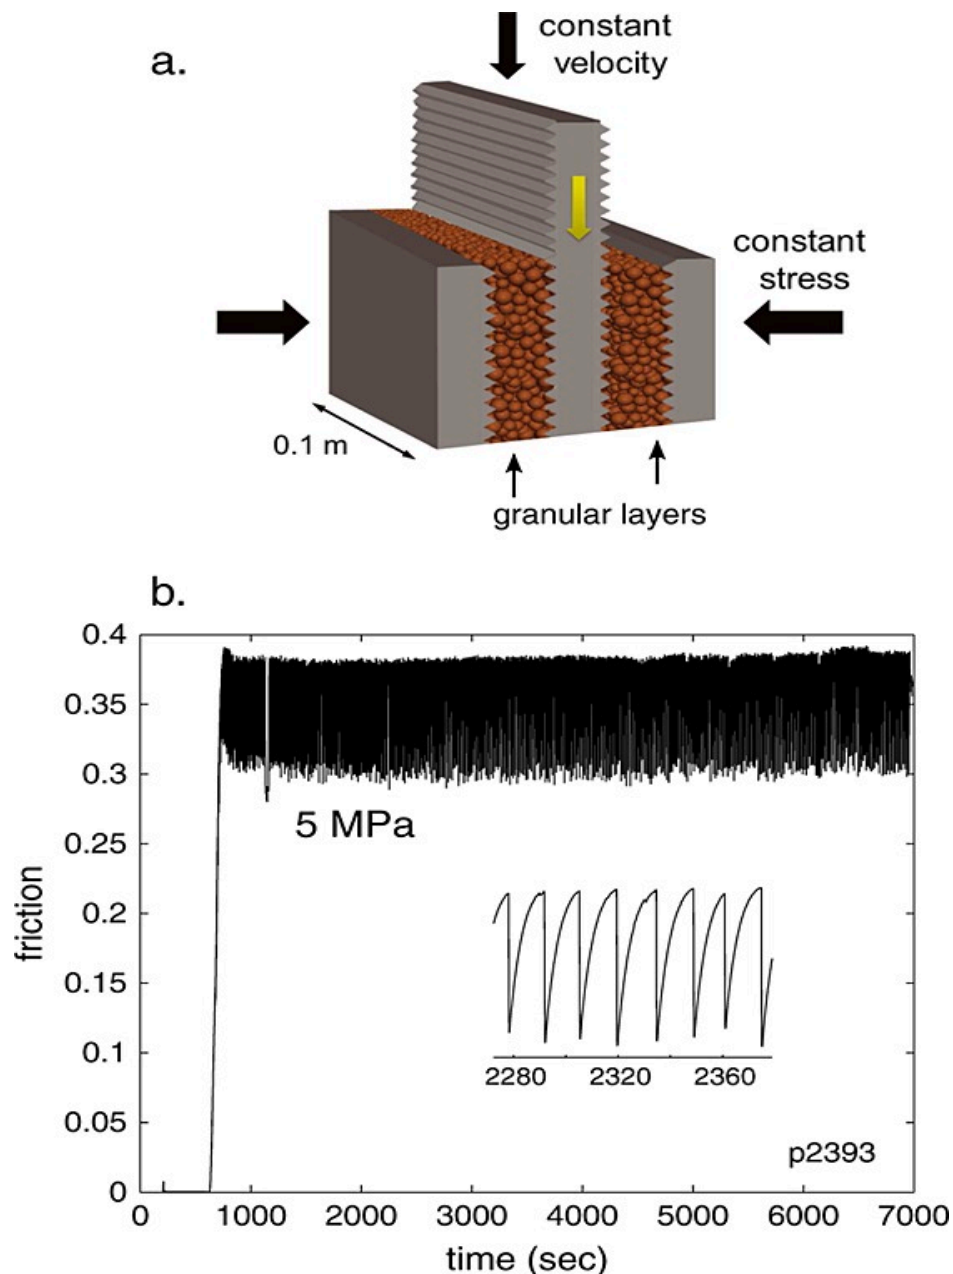 a.
constant
velocity
constant
stress
0.1 m
granular layers
b.
0.4
0.35
0.3
0.25
0.2
0.15
0.1
0.05
0
friction
5 MPa
2280 2320 2360
p2393
0 1000 2000 3000 4000 5000 6000 7000
time (sec)